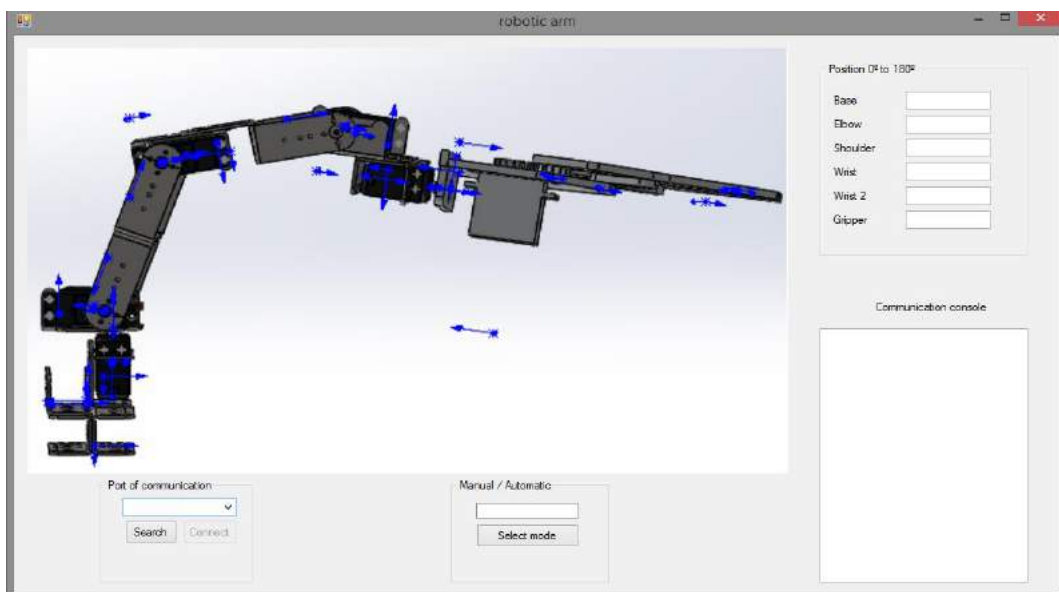 robotic arm
Position 0º to 180º
Base
Elbow
Shoulder
Wrist
Wrist 2
Gripper
Communication console
Port of communication
Search Connect
Manual / Automatic
Select mode